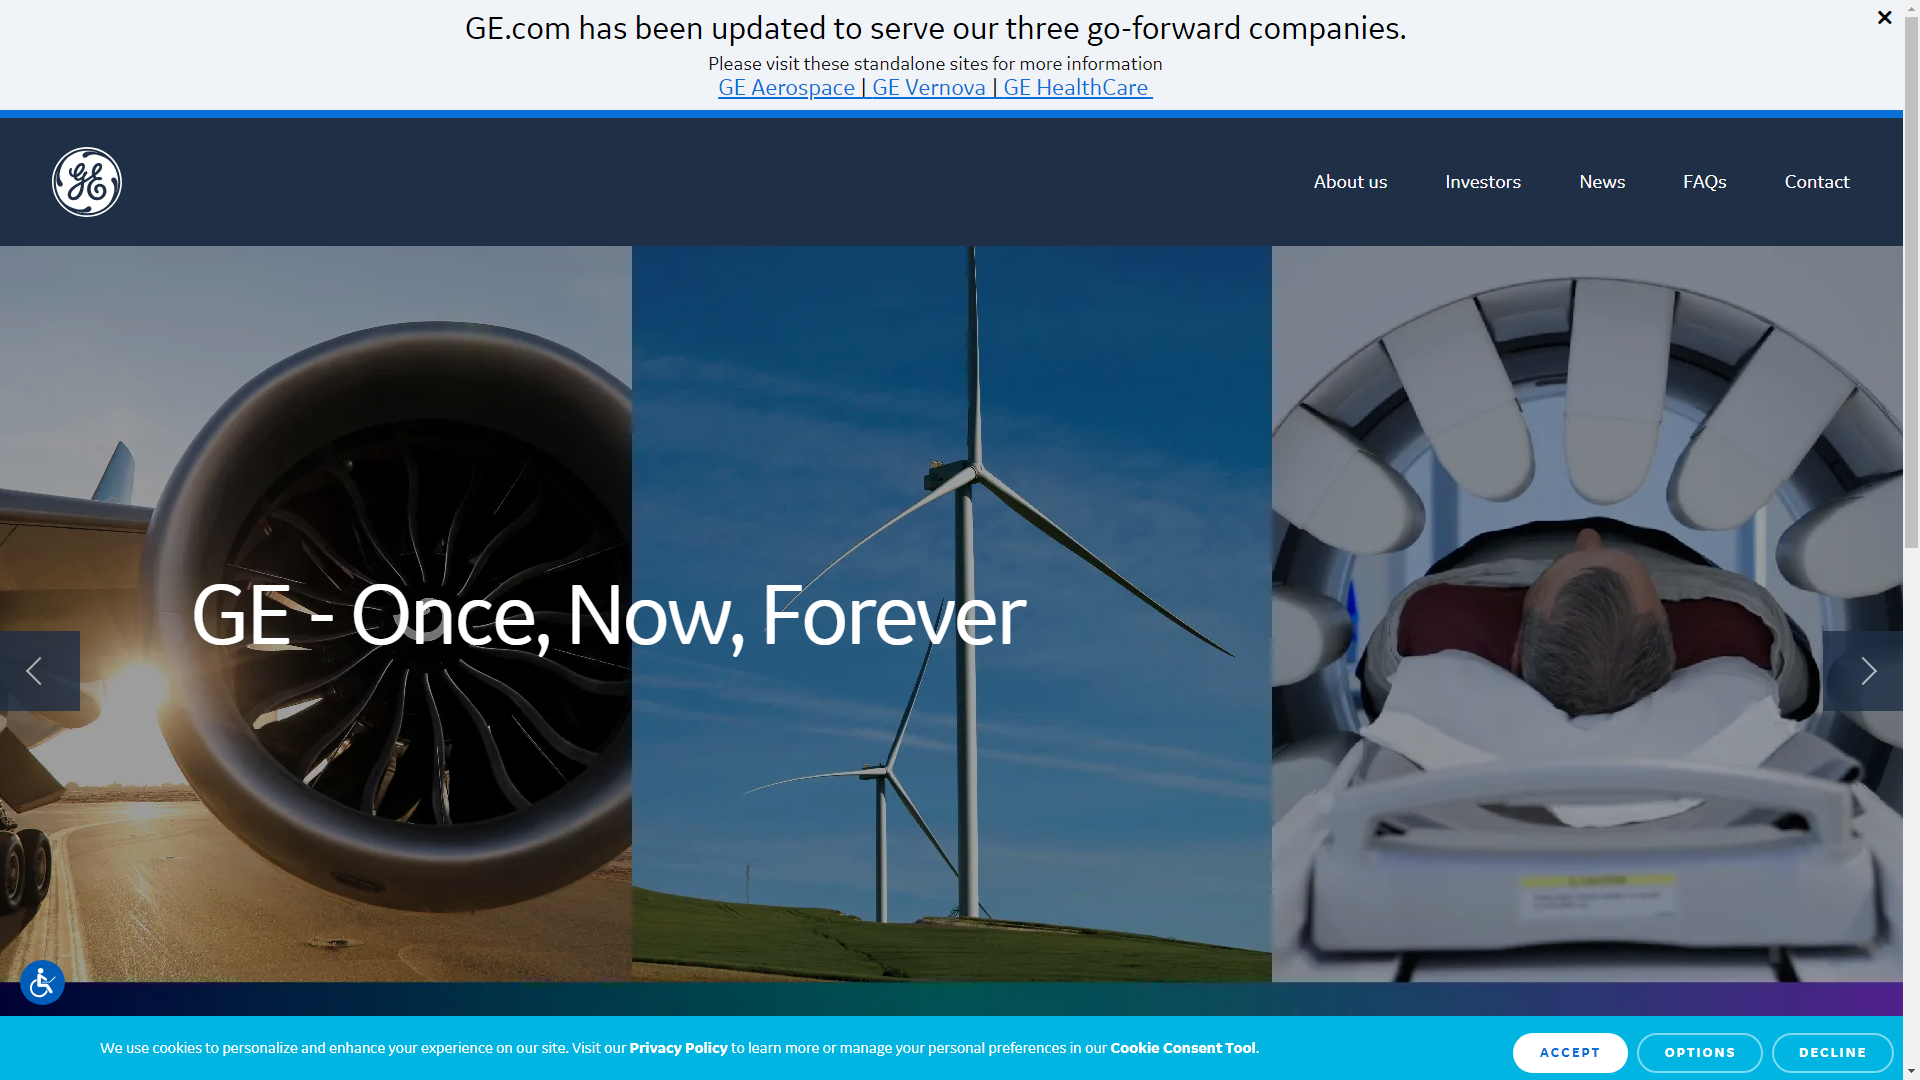 GE.com has been updated to serve our three go-forward companies.
Please visit these standalone sites for more information
GE Aerospace | GE Vernova | GE HealthCare
GE
About us
Investors
News
FAQs
Contact
GE - Once, Now, Forever
We use cookies to personalize and enhance your experience on our site. Visit our Privacy Policy to learn more or manage your personal preferences in our Cookie Consent Tool.
ACCEPT
OPTIONS
DECLINE